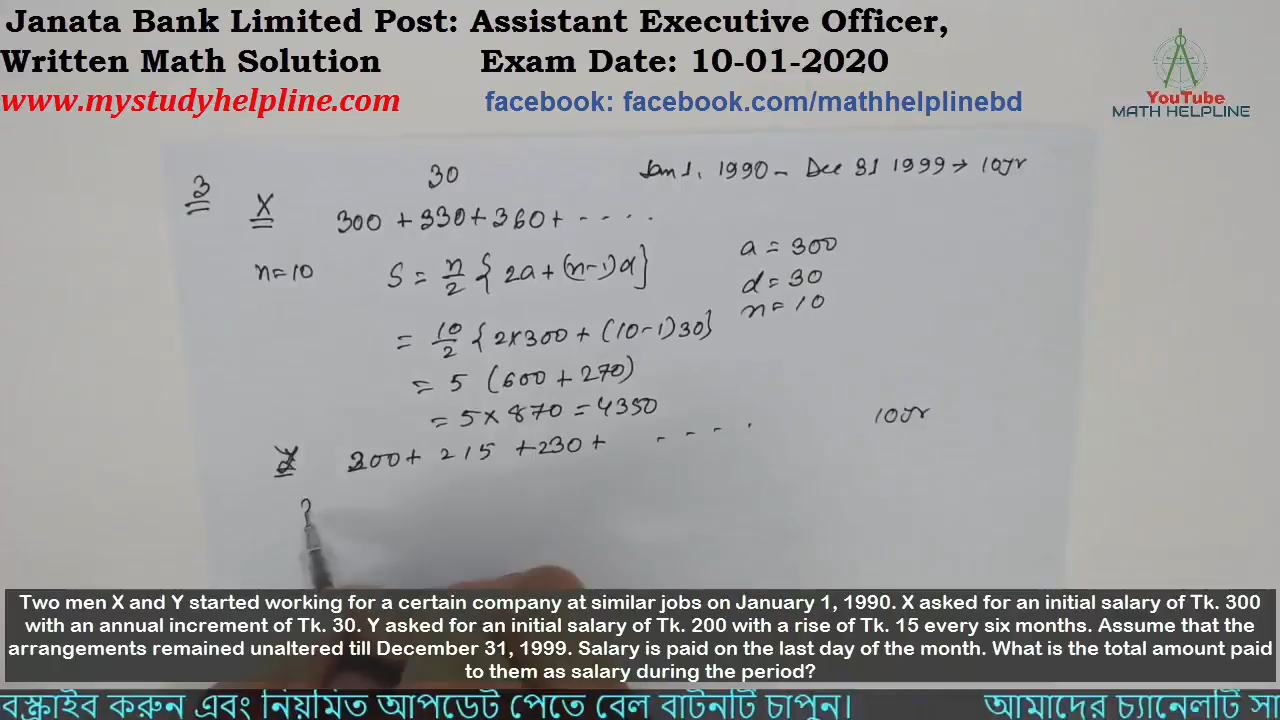 Janata Bank Limited Post: Assistant Executive Officer,
Written Math Solution Exam Date: 10-01-2020
www.mystudyhelpline.com facebook: facebook.com/mathhelplinebd
YouTube
MATH HELPLINE
30 Jan 1, 1990 - Dec 31 1999 → 10yr
3 X 300 + 330 + 360 + - - - -
n=10 S = n/2 { 2a + (n-1)d } a = 300
d = 30
n = 10
= 10/2 { 2×300 + (10-1)30 }
= 5 (600 + 270)
= 5 × 870 = 4350
200 + 215 + 230 + - - - . 10yr
Two men X and Y started working for a certain company at similar jobs on January 1, 1990. X asked for an initial salary of Tk. 300
with an annual increment of Tk. 30. Y asked for an initial salary of Tk. 200 with a rise of Tk. 15 every six months. Assume that the
arrangements remained unaltered till December 31, 1999. Salary is paid on the last day of the month. What is the total amount paid
to them as salary during the period?
বস্ক্রাইব করুন এবং নিয়মিত আপডেট পেতে বেল বাটনটি চাপুন। আমাদের চ্যানেলটি সা